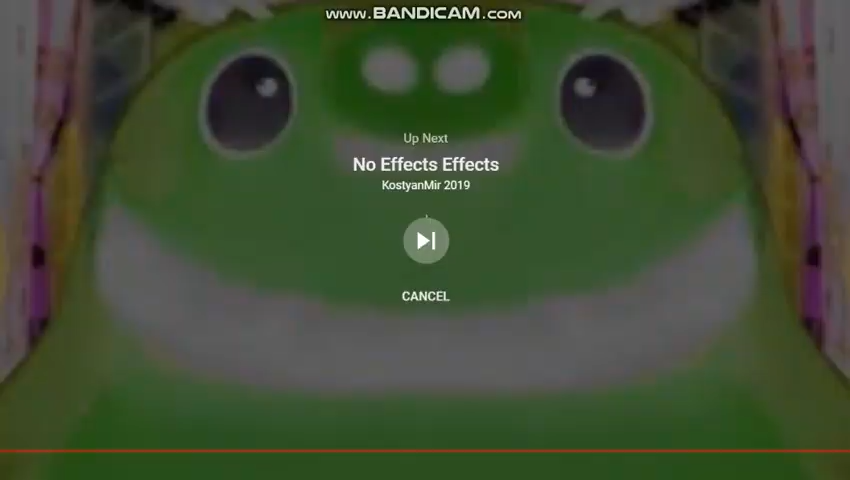 www.BANDICAM.com
Up Next
No Effects Effects
KostyanMir 2019
CANCEL